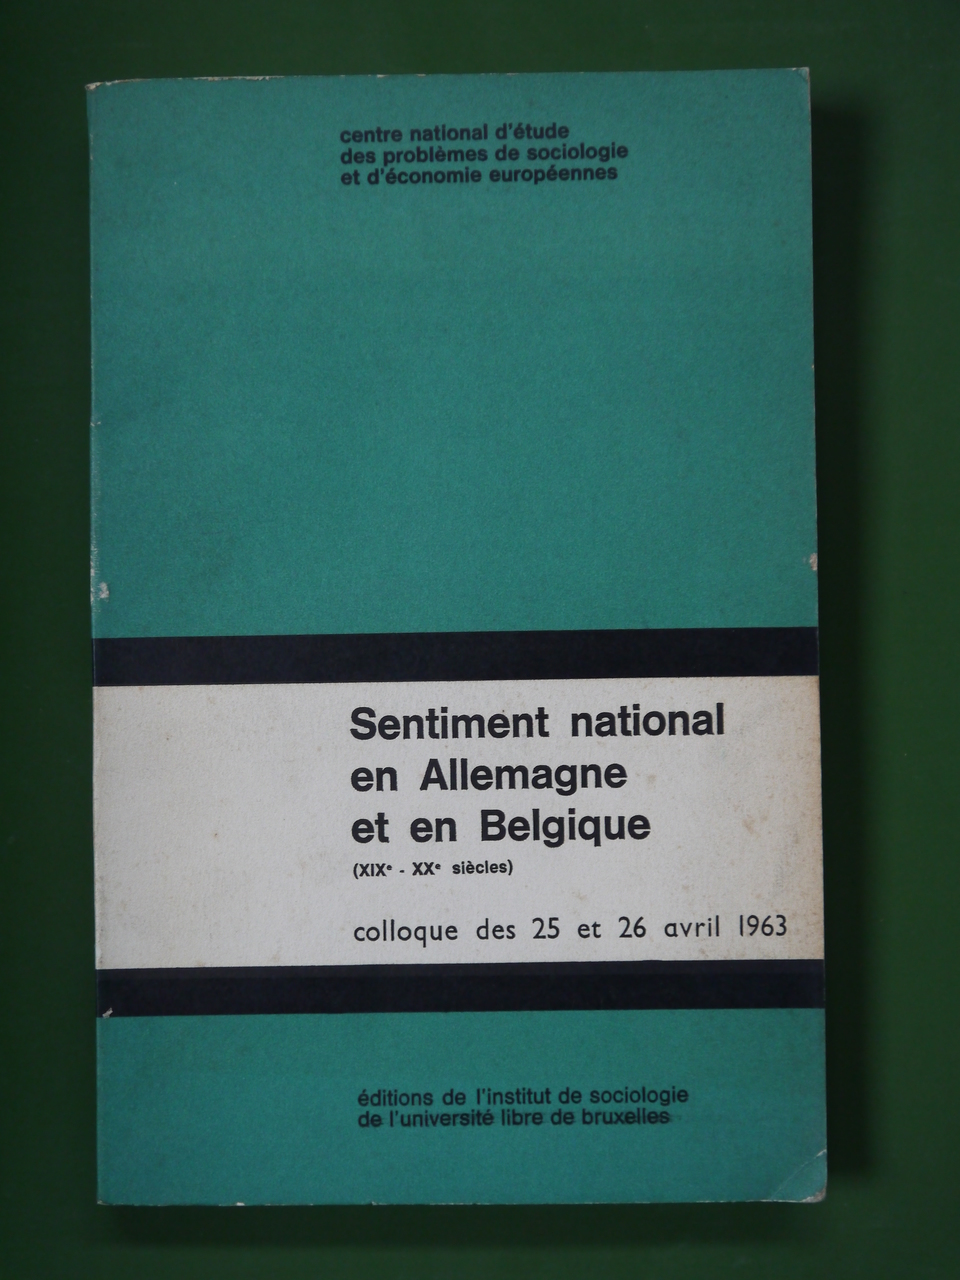 centre national d'étude
des problèmes de sociologie
et d'économie européennes
Sentiment national
en Allemagne
et en Belgique
(XIXᵉ - XXᵉ siècles)
colloque des 25 et 26 avril 1963
éditions de l'institut de sociologie
de l'université libre de bruxelles